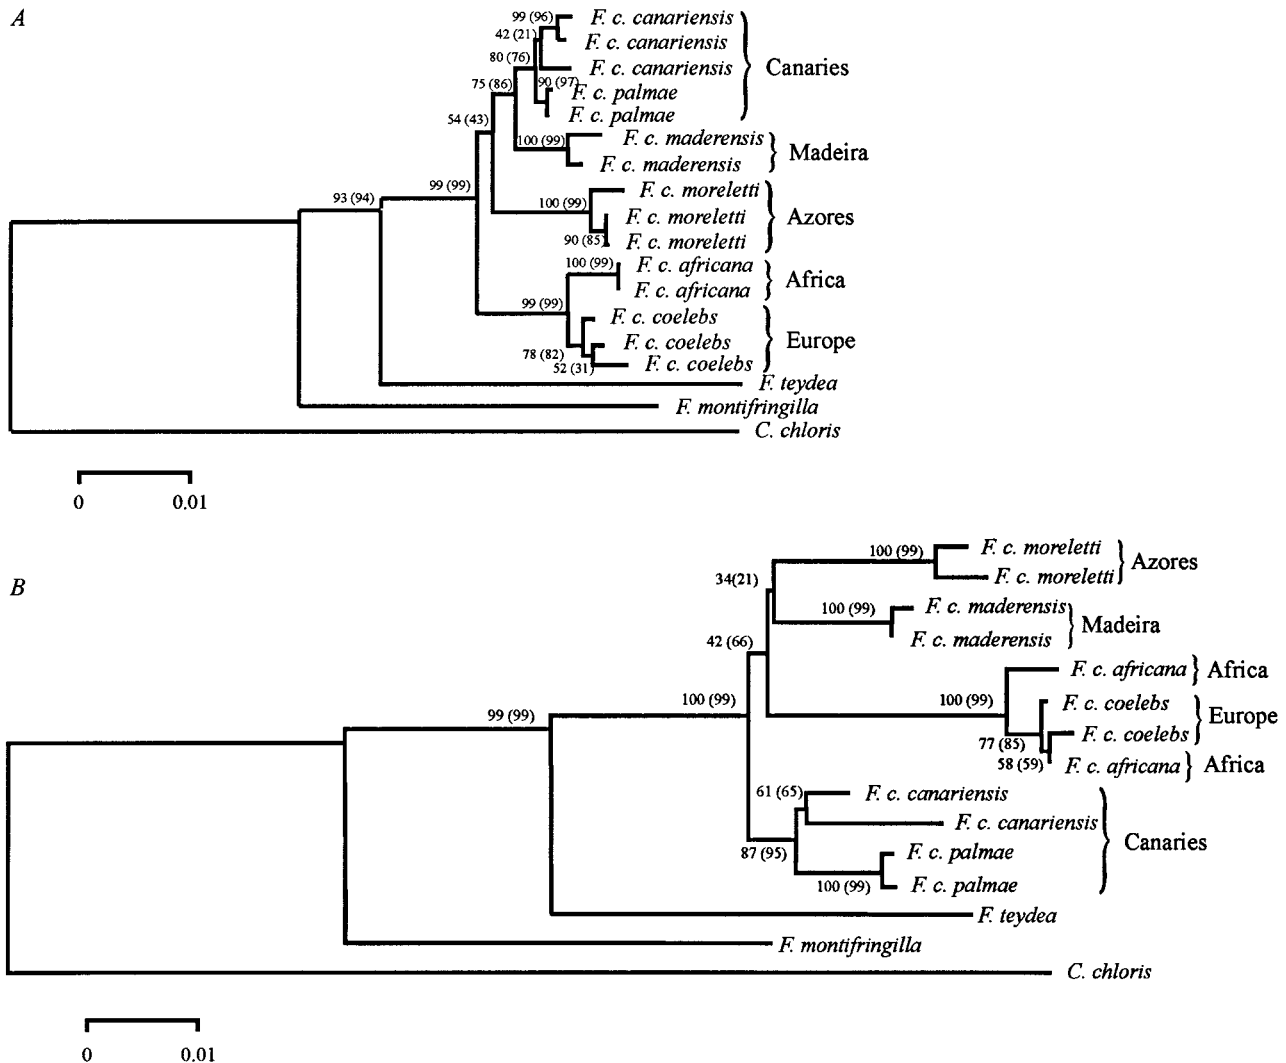 A
99 (96)
F. c. canariensis
42 (21)
F. c. canariensis
80 (76)
F. c. canariensis
Canaries
75 (86)
90 (97)
F. c. palmae
F. c. palmae
54 (43)
100 (99)
F. c. maderensis
F. c. maderensis
Madeira
99 (99)
93 (94)
100 (99)
F. c. moreletti
F. c. moreletti
Azores
90 (85)
F. c. moreletti
100 (99)
F. c. africana
F. c. africana
Africa
99 (99)
F. c. coelebs
F. c. coelebs
Europe
78 (82)
52 (31)
F. c. coelebs
F. teydea
F. montifringilla
C. chloris
0 0.01
B
100 (99)
F. c. moreletti
F. c. moreletti
Azores
34(21)
100 (99)
F. c. maderensis
F. c. maderensis
Madeira
42 (66)
100 (99)
F. c. africana
Africa
100 (99)
99 (99)
F. c. coelebs
F. c. coelebs
Europe
77 (85)
58 (59)
F. c. africana
Africa
61 (65)
F. c. canariensis
F. c. canariensis
Canaries
87 (95)
F. c. palmae
100 (99)
F. c. palmae
F. teydea
F. montifringilla
C. chloris
0 0.01